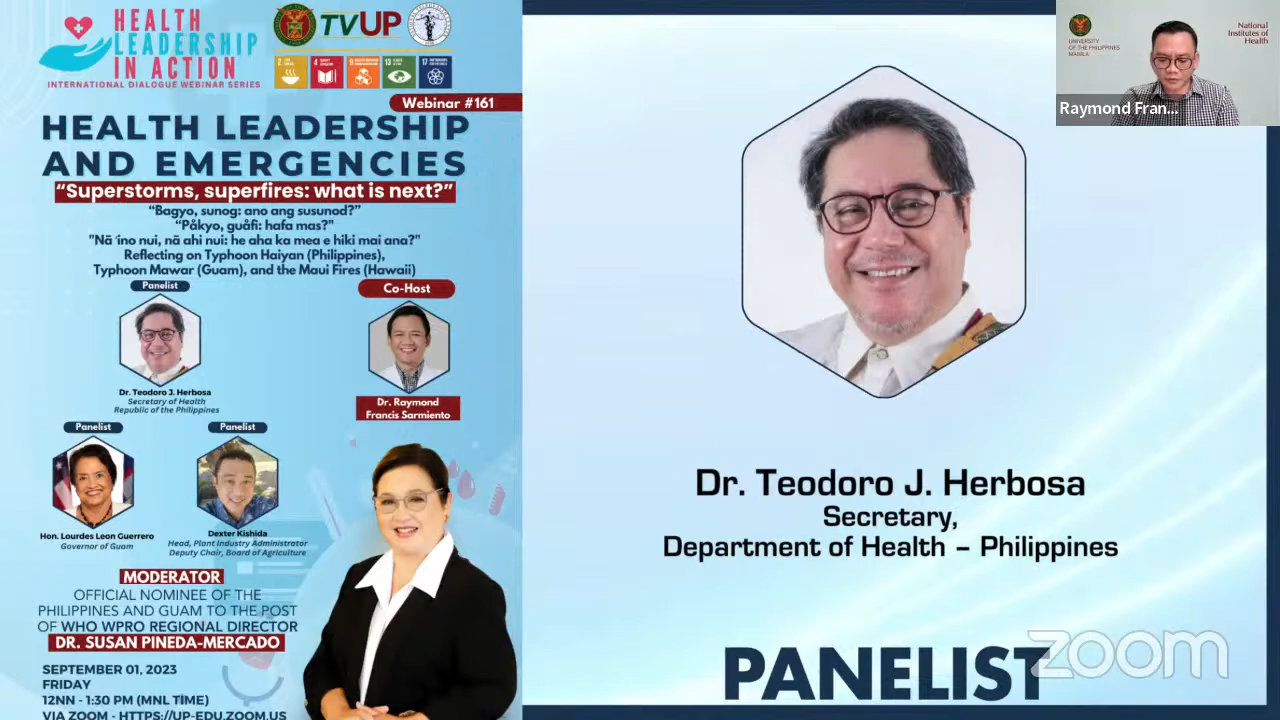 HEALTH
LEADERSHIP
IN ACTION
INTERNATIONAL DIALOGUE WEBINAR SERIES
TVUP
Webinar #161
HEALTH LEADERSHIP
AND EMERGENCIES
“Superstorms, superfires: what is next?”
“Bagyo, sunog: ano ang susunod?”
“Påkyo, guåfi: hafa mas?"
"Nā ʻino nui, nā ahi nui: he aha ka mea e hiki mai ana?"
Reflecting on Typhoon Haiyan (Philippines),
Typhoon Mawar (Guam), and the Maui Fires (Hawaii)
Panelist
Dr. Teodoro J. Herbosa
Secretary of Health
Republic of the Philippines
Co-Host
Dr. Raymond
Francis Sarmiento
Panelist
Hon. Lourdes Leon Guerrero
Governor of Guam
Panelist
Dexter Kishida
Head, Plant Industry Administrator
Deputy Chair, Board of Agriculture
MODERATOR
OFFICIAL NOMINEE OF THE
PHILIPPINES AND GUAM TO THE POST
OF WHO WPRO REGIONAL DIRECTOR
DR. SUSAN PINEDA-MERCADO
SEPTEMBER 01, 2023
FRIDAY
12NN - 1:30 PM (MNL TIME)
VIA ZOOM - HTTPS://UP-EDU.ZOOM.US
Dr. Teodoro J. Herbosa
Secretary,
Department of Health – Philippines
PANELIST
zoom
UNIVERSITY
OF THE PHILIPPINES
MANILA
National
Institutes of
Health
Raymond Fran...